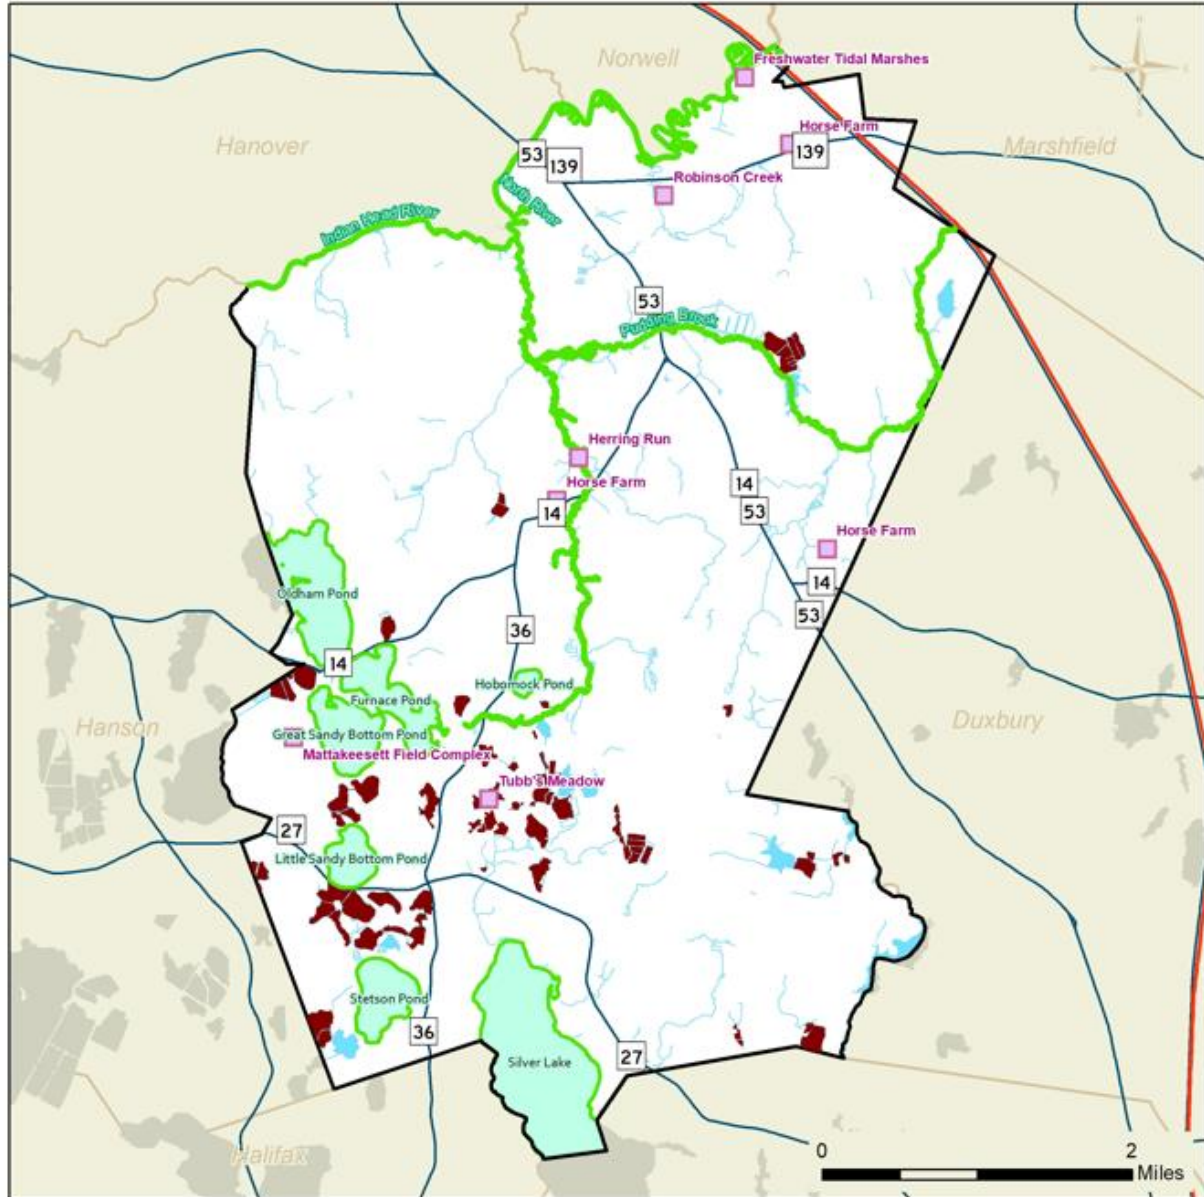 Norwell
Freshwater Tidal Marshes
Hanover
Horse Farm
Marshfield
53
139
139
Robinson Creek
North River
Indian Head River
53
Pudding Brook
Herring Run
Horse Farm
14
14
53
Horse Farm
14
53
Oldham Pond
36
14
Hobomock Pond
Furnace Pond
Hanson
Great Sandy Bottom Pond
Duxbury
Mattakeesett Field Complex
Tubb's Meadow
27
Little Sandy Bottom Pond
Stetson Pond
36
Silver Lake
27
Halifax
0
2
Miles